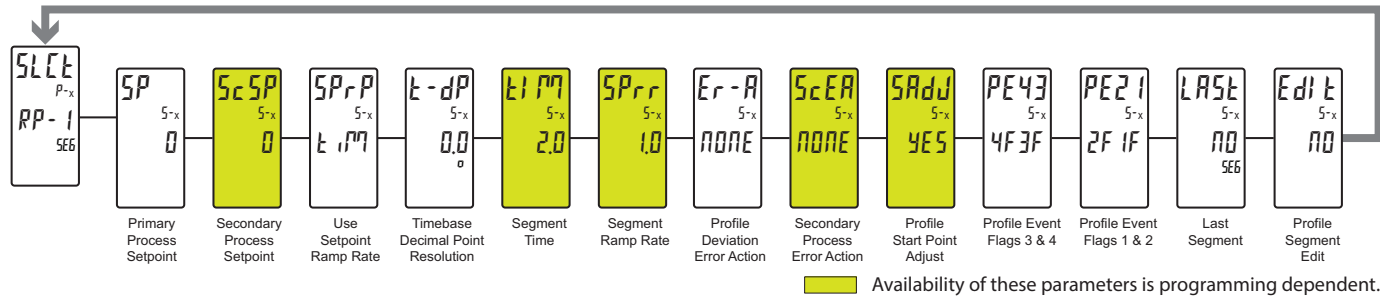 SLCt
P-x
RP-1
SEG
SP
S-x
0
Primary
Process
Setpoint
ScSP
S-x
0
Secondary
Process
Setpoint
SPrP
S-x
tiM
Use
Setpoint
Ramp Rate
t-dP
S-x
0.0
Timebase
Decimal Point
Resolution
tIM
S-x
2.0
Segment
Time
SPrr
S-x
1.0
Segment
Ramp Rate
Er-A
S-x
NONE
Profile
Deviation
Error Action
ScEA
S-x
NONE
Secondary
Process
Error Action
SAdJ
S-x
YES
Profile
Start Point
Adjust
PE43
S-x
4F3F
Profile Event
Flags 3 & 4
PE21
S-x
2F1F
Profile Event
Flags 1 & 2
LASt
S-x
NO
SEG
Last
Segment
EdIt
S-x
NO
Profile
Segment
Edit
Availability of these parameters is programming dependent.